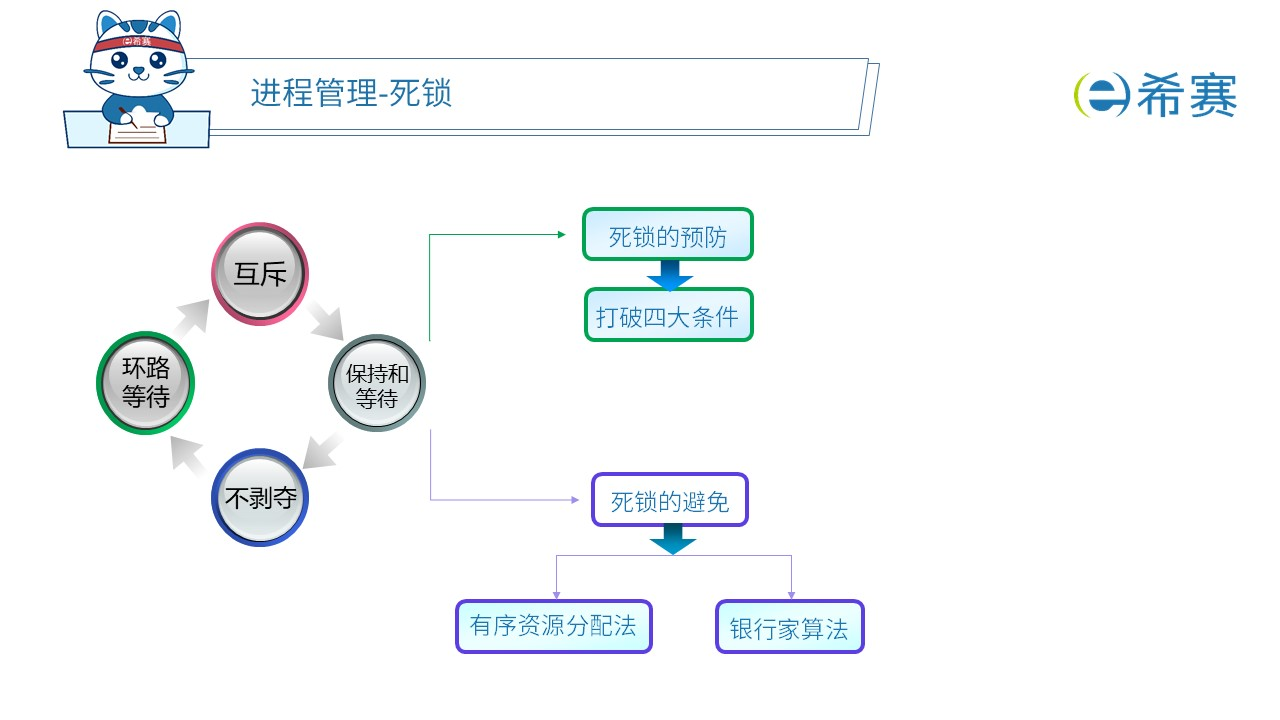 希赛
进程管理-死锁
希赛
互斥
环路
等待
保持和
等待
不剥夺
死锁的预防
打破四大条件
死锁的避免
有序资源分配法
银行家算法